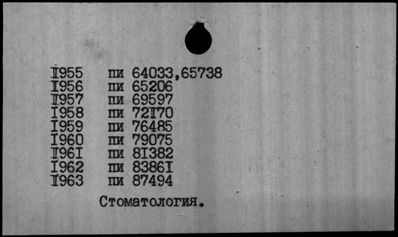 1955 пи 64033,65738
1956 пи 65206
1957 пи 69597
1958 пи 72170
1959 пи 76485
1960 пи 79075
1961 пи 81382
1962 пи 83861
1963 пи 87494
Стоматология.